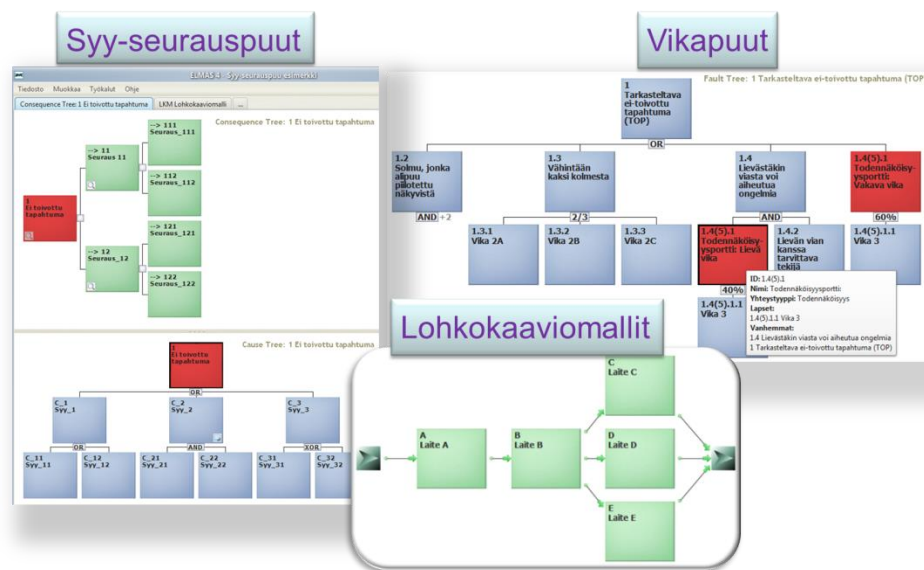 Syy-seurauspuut
ELMAS 4 - Syy-seurauspuu esimerkki
Tiedosto Muokkaa Työkalut Ohje
Consequence Tree: 1 Ei toivottu tapahtuma
LKM Lohkokaaviomalli
...
Consequence Tree: 1 Ei toivottu tapahtuma
--> 111
Seuraus_111
--> 11
Seuraus 11
--> 112
Seuraus_112
1
Ei toivottu
tapahtuma
--> 121
Seuraus_121
--> 12
Seuraus_12
--> 122
Seuraus_122
Cause Tree: 1 Ei toivottu tapahtuma
1
Ei toivottu
tapahtuma
OR
C_1
Syy_1
C_2
Syy_2
C_3
Syy_3
OR
AND
XOR
C_11
Syy_11
C_12
Syy_12
C_21
Syy_21
C_22
Syy_22
C_31
Syy_31
C_32
Syy_32
Vikapuut
Fault Tree: 1 Tarkasteltava ei-toivottu tapahtuma (TOP)
1
Tarkasteltava
ei-toivottu
tapahtuma
(TOP)
OR
1.2
Solmu, jonka
alipuu
piilotettu
näkyvistä
AND +2
1.3
Vähintään
kaksi kolmesta
2/3
1.4
Lievästäkin
viasta voi
aiheutua
ongelmia
AND
1.4(5).1
Todennäköisy-
ysportti:
Vakava vika
60%
1.3.1
Vika 2A
1.3.2
Vika 2B
1.3.3
Vika 2C
1.4(5).1
Todennäköisy-
ysportti: Lievä
vika
1.4.2
Lievän vian
kanssa
tarvittava
tekijä
1.4(5).1.1
Vika 3
40%
1.4(5).1.1
Vika 3
ID: 1.4(5).1
Nimi: Todennäköisyysportti:
Yhteystyyppi: Todennäköisyys
Lapset:
1.4(5).1.1 Vika 3
Vanhemmat:
1.4 Lievästäkin viasta voi aiheutua ongelmia
1 Tarkasteltava ei-toivottu tapahtuma (TOP)
Lohkokaaviomallit
A
Laite A
B
Laite B
C
Laite C
D
Laite D
E
Laite E